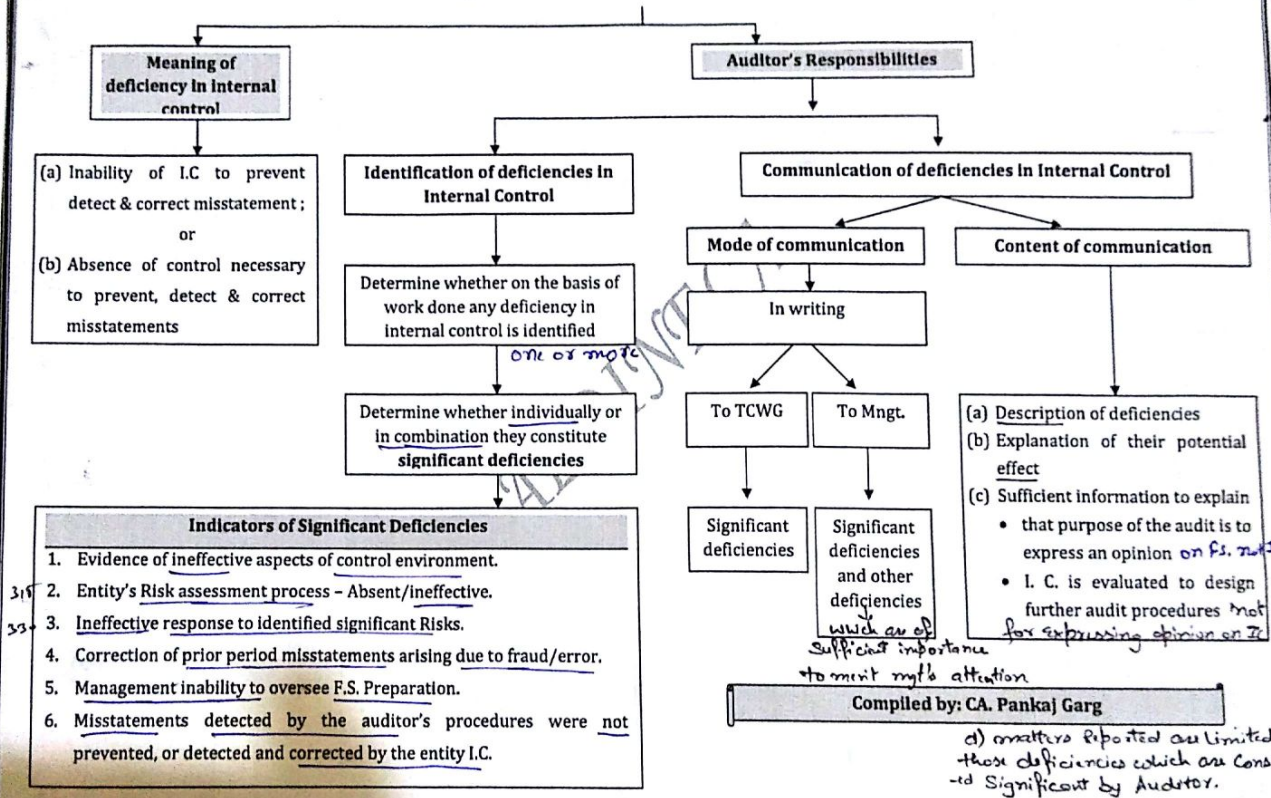 Meaning of
deficiency in internal
control
Auditor's Responsibilities
(a) Inability of I.C to prevent
detect & correct misstatement ;
or
(b) Absence of control necessary
to prevent, detect & correct
misstatements
Identification of deficiencies in
Internal Control
Determine whether on the basis of
work done any deficiency in
internal control is identified
one or more
Determine whether individually or
in combination they constitute
significant deficiencies
Indicators of Significant Deficiencies
1. Evidence of ineffective aspects of control environment.
315 2. Entity's Risk assessment process – Absent/ineffective.
330 3. Ineffective response to identified significant Risks.
4. Correction of prior period misstatements arising due to fraud/error.
5. Management inability to oversee F.S. Preparation.
6. Misstatements detected by the auditor's procedures were not
prevented, or detected and corrected by the entity I.C.
Communication of deficiencies in Internal Control
Mode of communication
In writing
To TCWG
Significant
deficiencies
To Mngt.
Significant
deficiencies
and other
deficiencies
which are of
sufficient importance
to merit mgt's attention
Content of communication
(a) Description of deficiencies
(b) Explanation of their potential
effect
(c) Sufficient information to explain
• that purpose of the audit is to
express an opinion on FS.
• I. C. is evaluated to design
further audit procedures not
for expressing opinion on IC
Compiled by: CA. Pankaj Garg
d) matters reported are limited
those deficiencies which are cons
-ed Significant by Auditor.